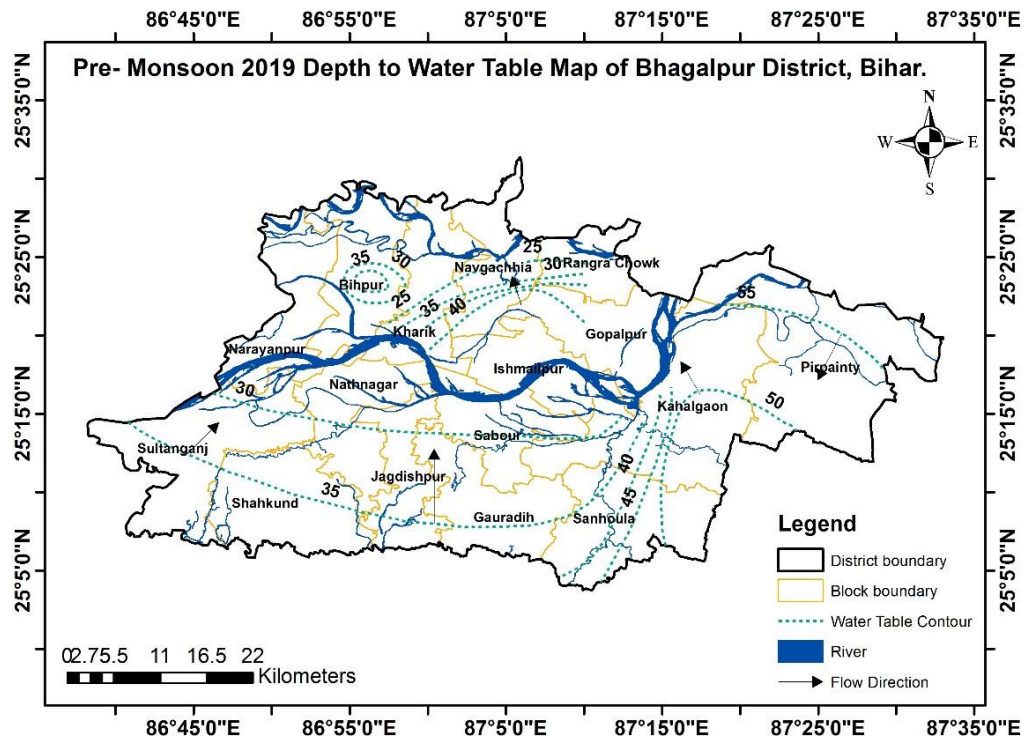 86°45'0"E 86°55'0"E 87°5'0"E 87°15'0"E 87°25'0"E 87°35'0"E
Pre- Monsoon 2019 Depth to Water Table Map of Bhagalpur District, Bihar.
N
W E
S
25°35'0"N 25°35'0"N
25°25'0"N 25°25'0"N
25°15'0"N 25°15'0"N
25°5'0"N 25°5'0"N
25
35 30 Navgachhia 30 Rangra Chowk
Bihpur
25 35 40 55
Kharik Gopalpur
Narayanpur
Ishmailpur Pirpainty
30 Nathnagar
Kahalgaon 50
Sabour
Sultanganj
40
Jagdishpur
35 45
Shahkund Gauradih Sanhoula
Legend
District boundary
Block boundary
Water Table Contour
River
Flow Direction
0 2.75 5.5 11 16.5 22
Kilometers
86°45'0"E 86°55'0"E 87°5'0"E 87°15'0"E 87°25'0"E 87°35'0"E